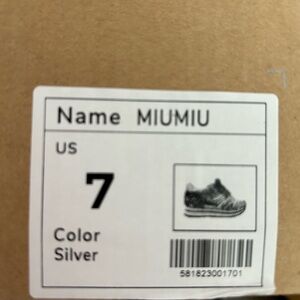 Name MIUMIU
US
7
Color
Silver
581823001701